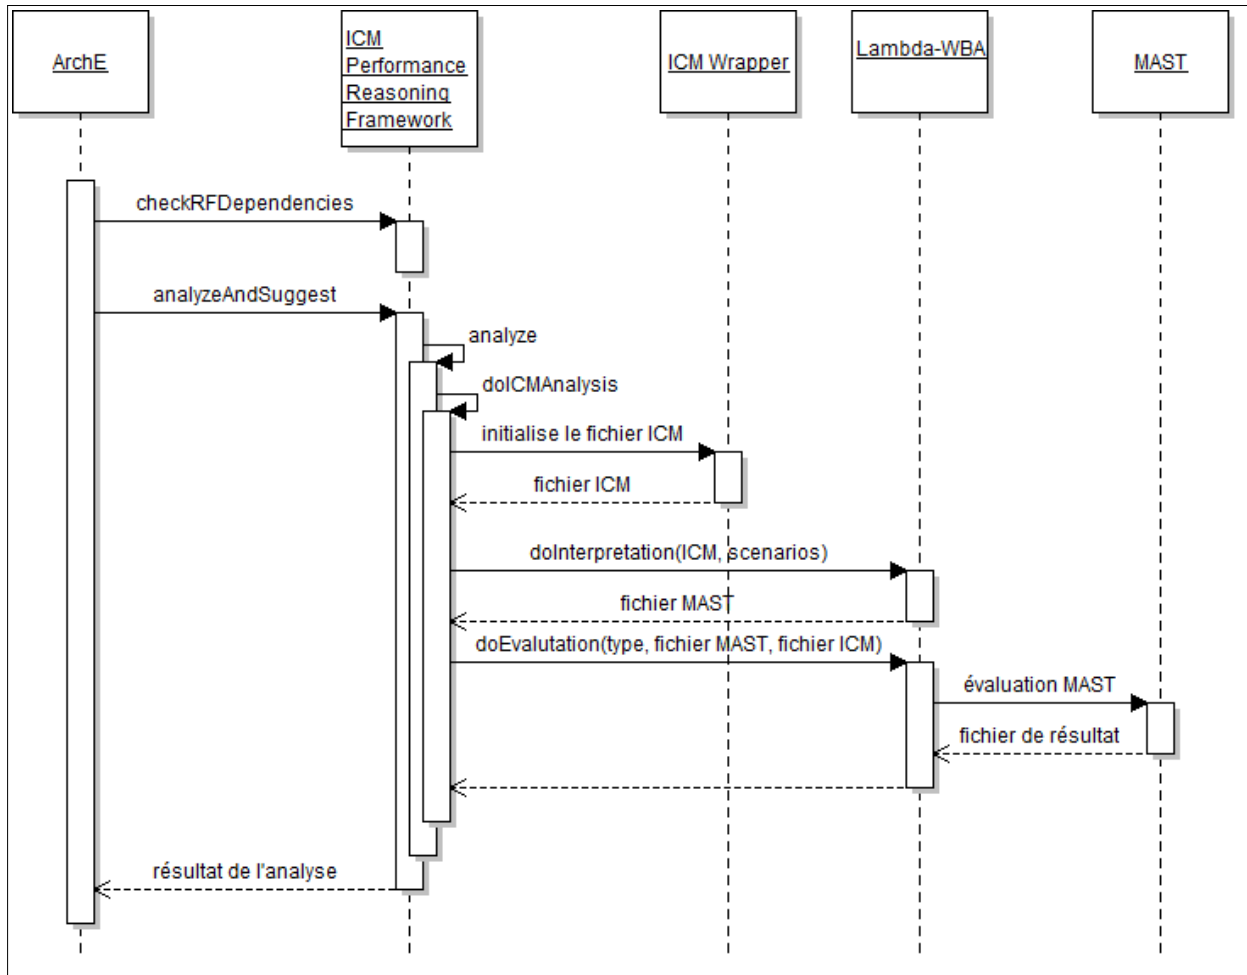 ArchE
ICM
Performance
Reasoning
Framework
ICM Wrapper
Lambda-WBA
MAST
checkRFDependencies
analyzeAndSuggest
analyze
doICMAnalysis
initialise le fichier ICM
fichier ICM
doInterpretation(ICM, scenarios)
fichier MAST
doEvalutation(type, fichier MAST, fichier ICM)
évaluation MAST
fichier de résultat
résultat de l'analyse